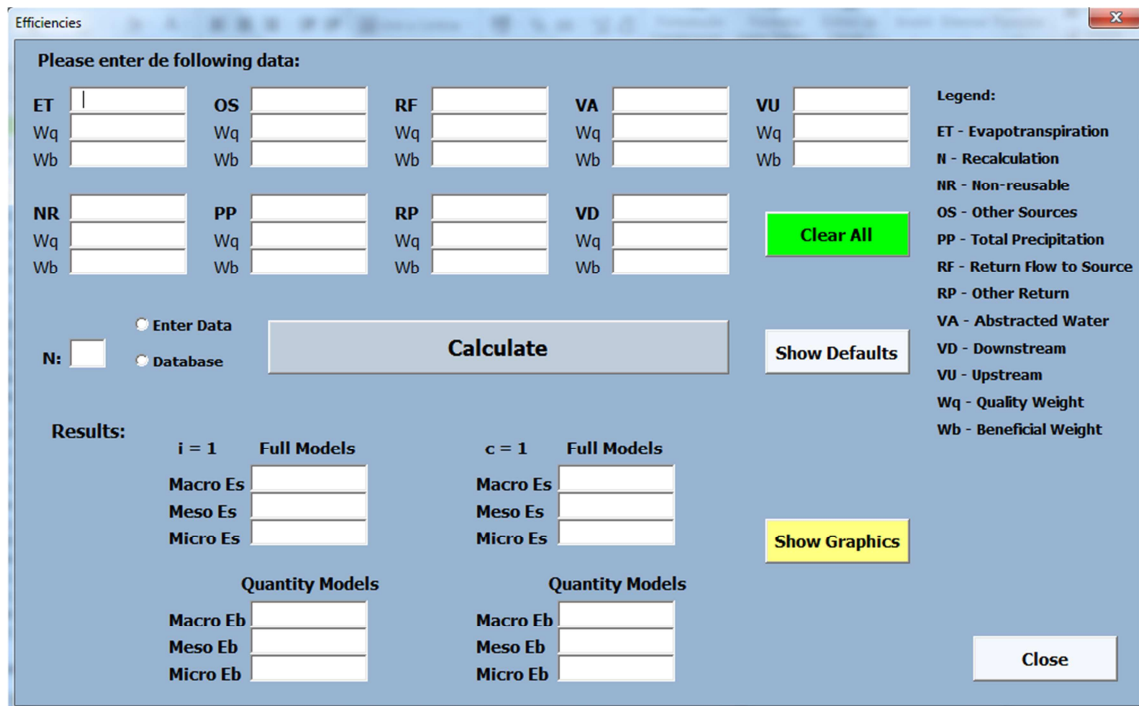 Efficiencies
Please enter de following data:
ET OS RF VA VU
Wq Wq Wq Wq Wq
Wb Wb Wb Wb Wb
NR PP RP VD
Wq Wq Wq Wq
Wb Wb Wb Wb
Clear All
N:
Enter Data
Database
Calculate
Show Defaults
Legend:
ET - Evapotranspiration
N - Recalculation
NR - Non-reusable
OS - Other Sources
PP - Total Precipitation
RF - Return Flow to Source
RP - Other Return
VA - Abstracted Water
VD - Downstream
VU - Upstream
Wq - Quality Weight
Wb - Beneficial Weight
Results:
i = 1 Full Models
Macro Es
Meso Es
Micro Es
Quantity Models
Macro Eb
Meso Eb
Micro Eb
c = 1 Full Models
Macro Es
Meso Es
Micro Es
Quantity Models
Macro Eb
Meso Eb
Micro Eb
Show Graphics
Close